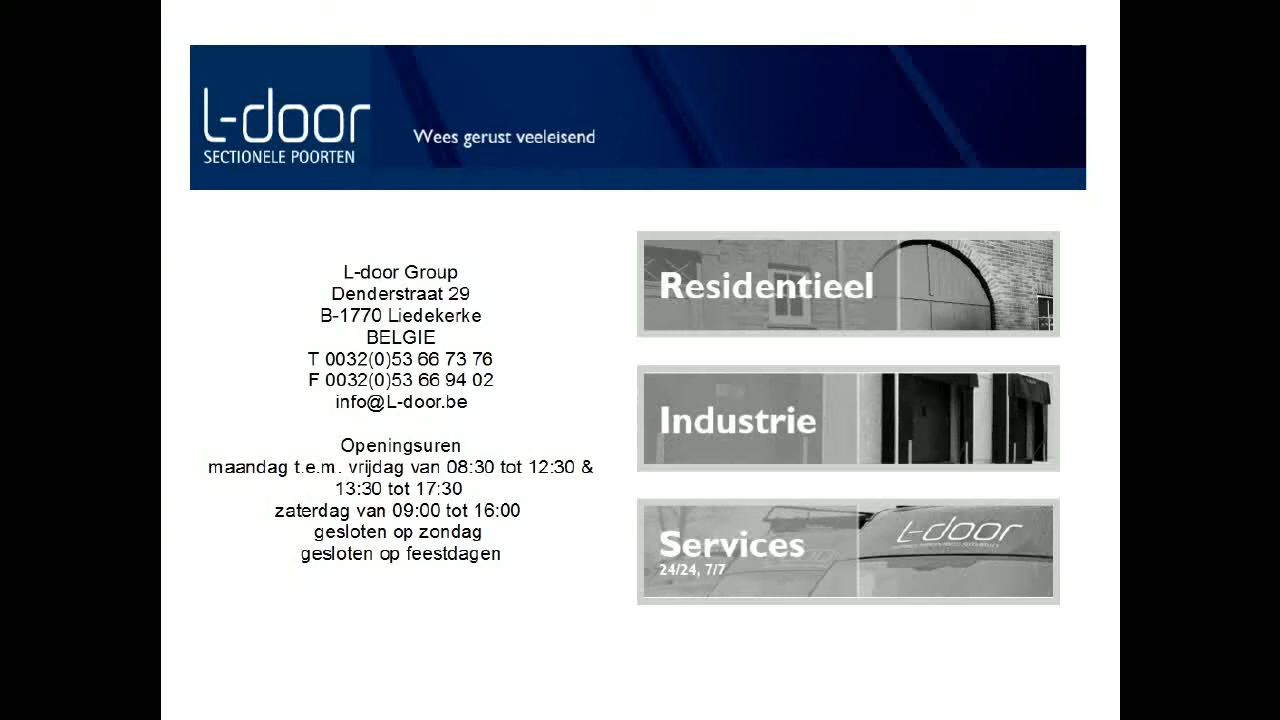 L-door
SECTIONELE POORTEN
Wees gerust veeleisend
L-door Group
Denderstraat 29
B-1770 Liedekerke
BELGIE
T 0032(0)53 66 73 76
F 0032(0)53 66 94 02
info@L-door.be
Openingsuren
maandag t.e.m. vrijdag van 08:30 tot 12:30 &
13:30 tot 17:30
zaterdag van 09:00 tot 16:00
gesloten op zondag
gesloten op feestdagen
Residentieel
Industrie
Services
24/24, 7/7
L-door